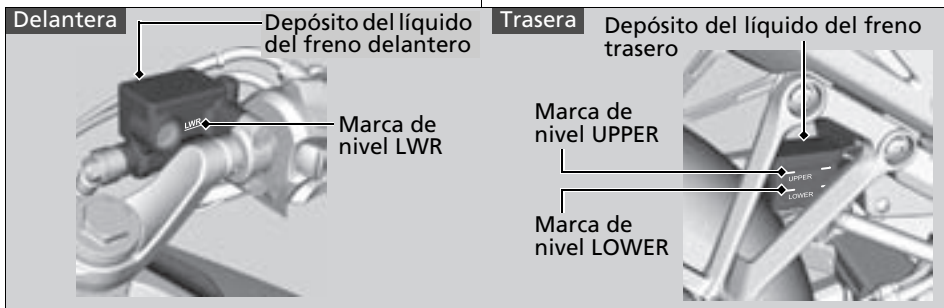 Delantera
Depósito del líquido
del freno delantero
LWR
Marca de
nivel LWR
Trasera
Depósito del líquido del freno
trasero
Marca de
nivel UPPER
UPPER
LOWER
Marca de
nivel LOWER